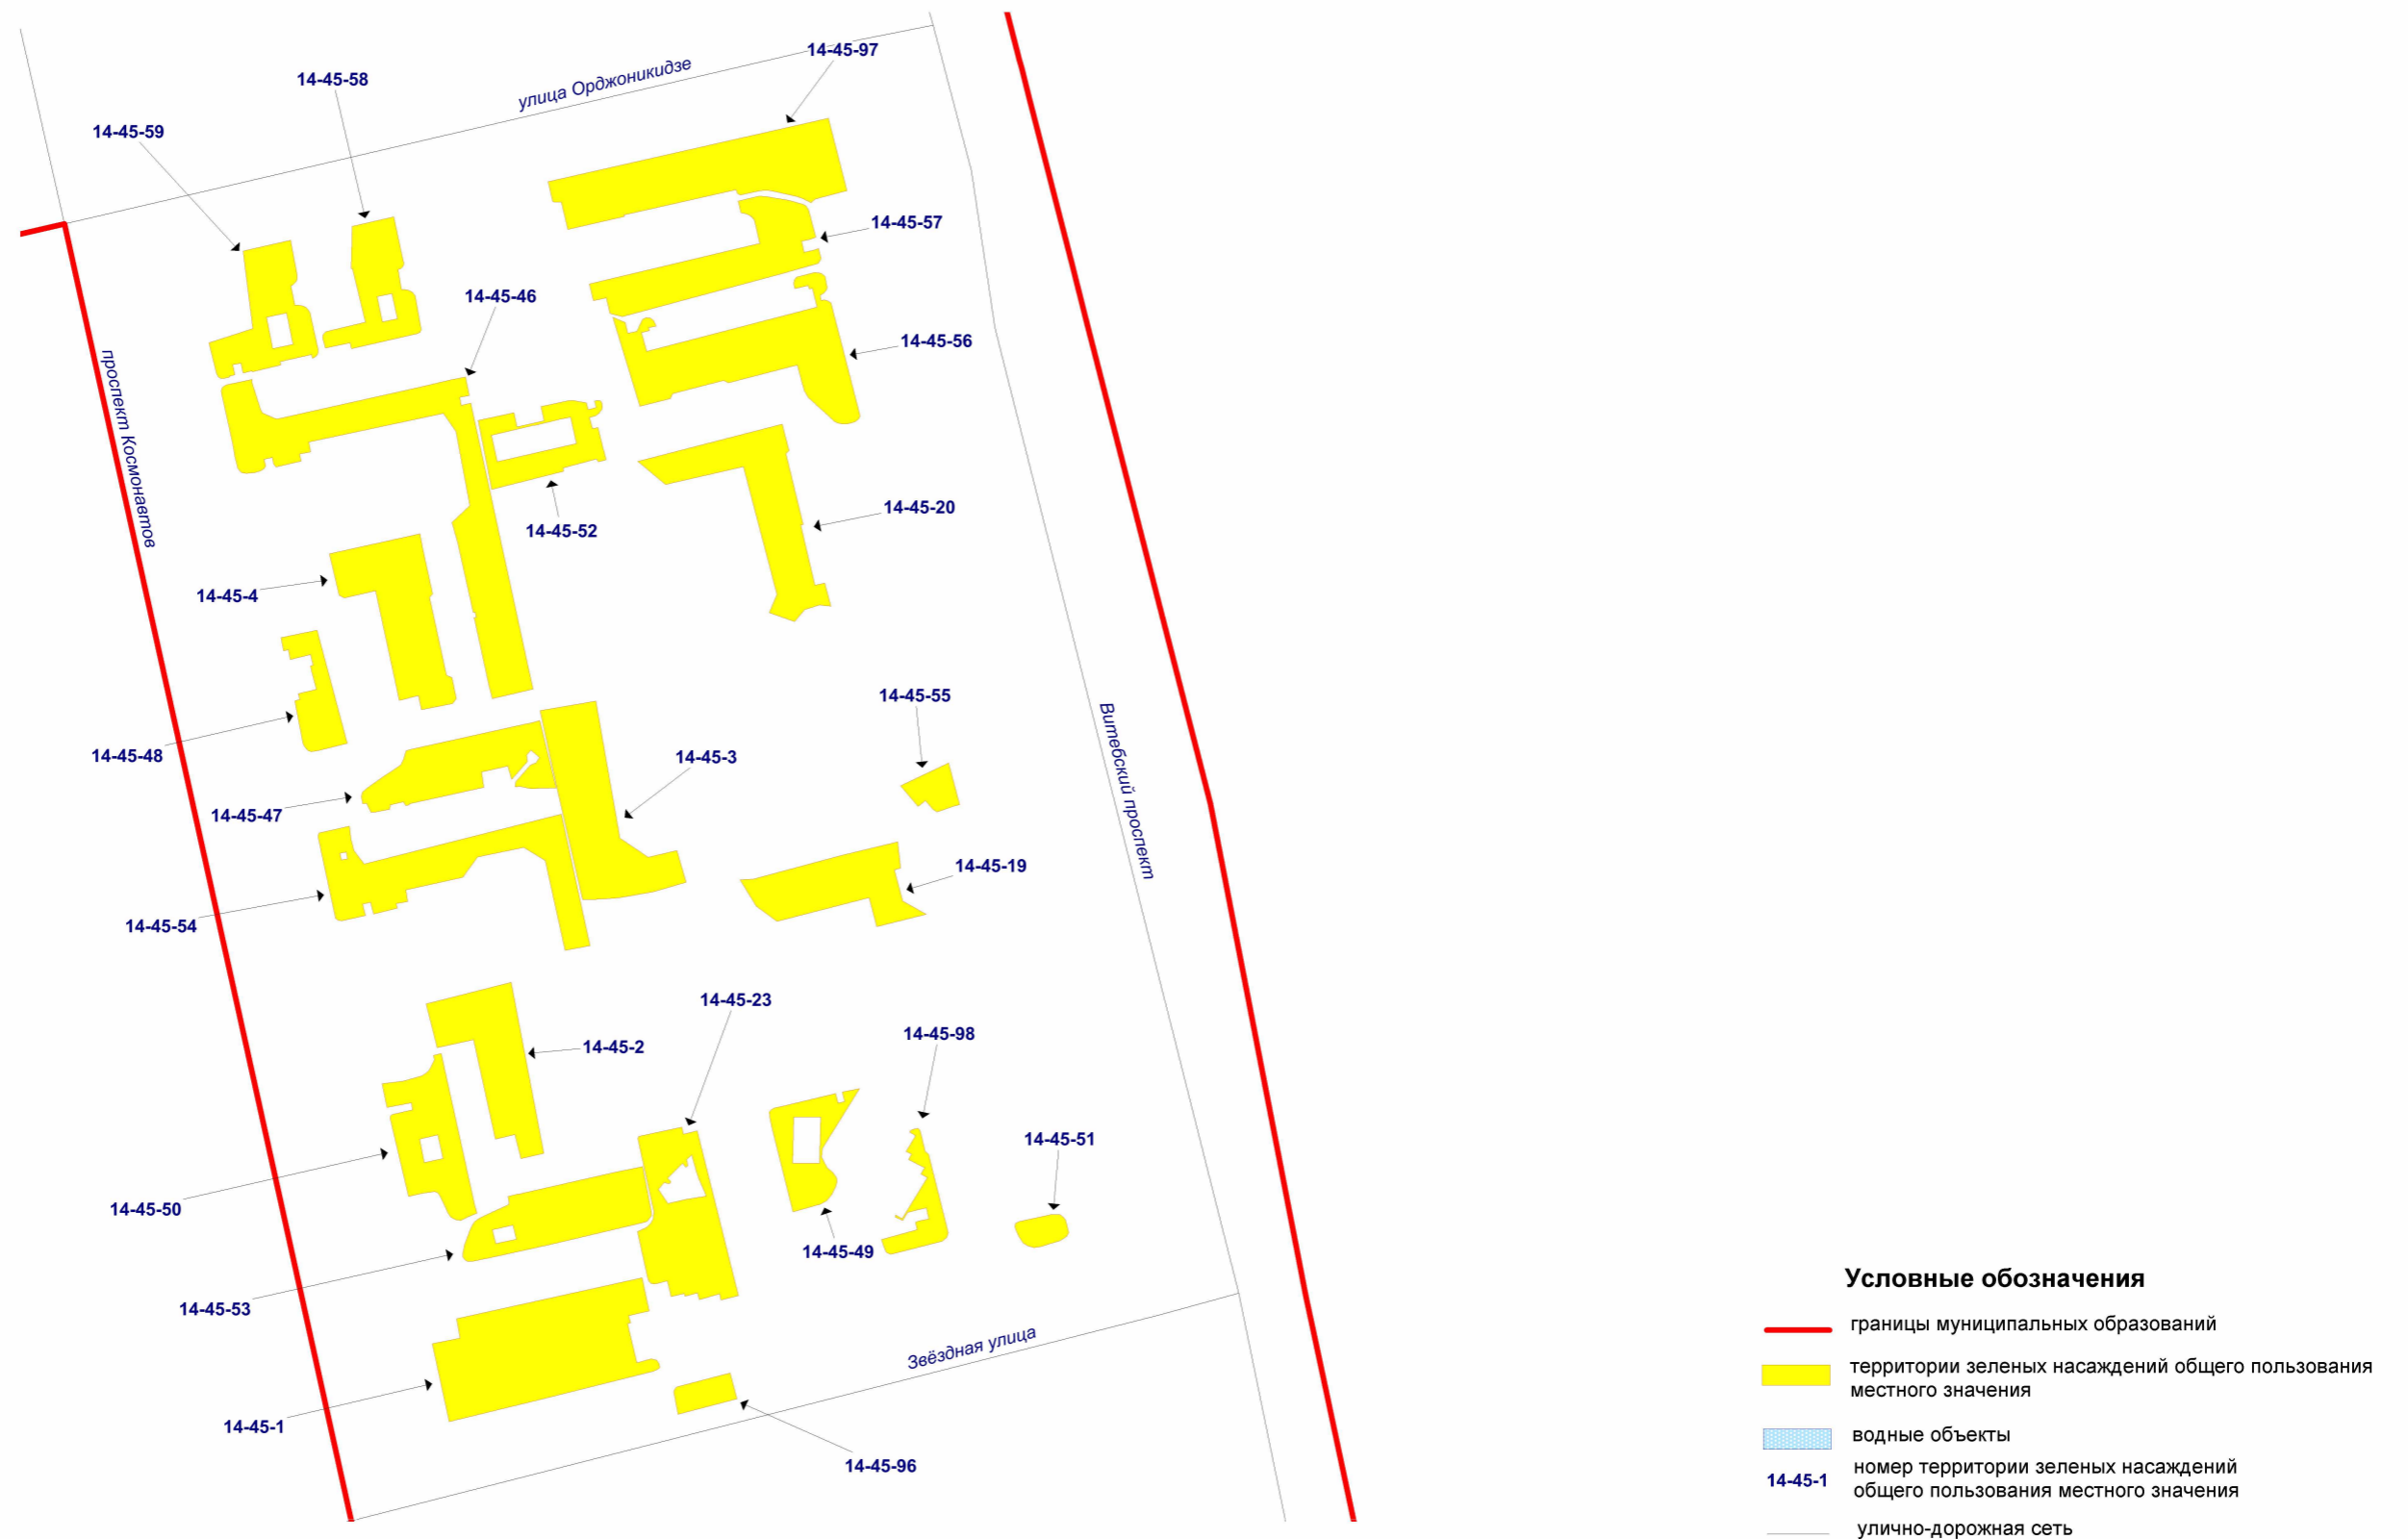 14-45-97
улица Орджоникидзе
14-45-58
14-45-59
14-45-57
14-45-46
14-45-56
проспект Космонавтов
14-45-20
14-45-52
14-45-4
14-45-55
Витебский проспект
14-45-48
14-45-3
14-45-47
14-45-19
14-45-54
14-45-23
14-45-98
14-45-2
14-45-51
14-45-50
14-45-49
14-45-53
Звёздная улица
14-45-1
14-45-96
Условные обозначения
границы муниципальных образований
территории зеленых насаждений общего пользования
местного значения
водные объекты
14-45-1
номер территории зеленых насаждений
общего пользования местного значения
улично-дорожная сеть